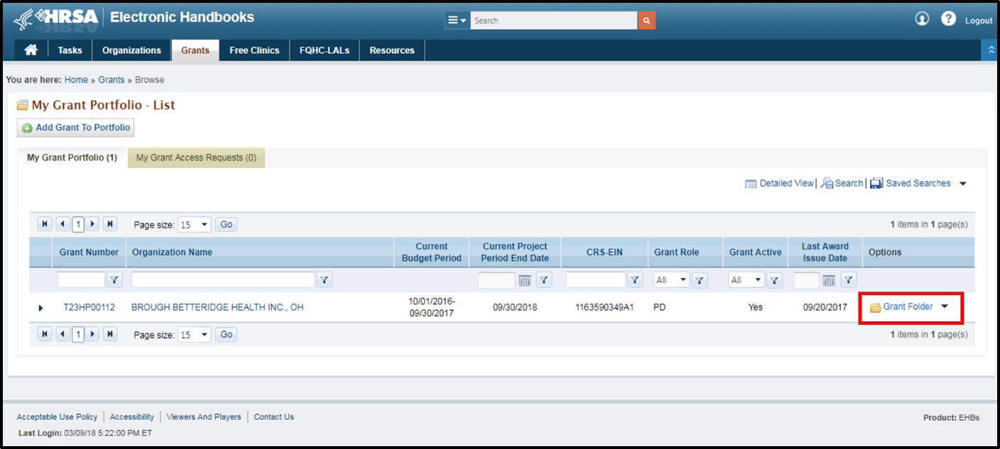 HRSA Electronic Handbooks
Search
Logout
Tasks Organizations Grants Free Clinics FQHC-LALs Resources
You are here: Home » Grants » Browse
My Grant Portfolio - List
Add Grant To Portfolio
My Grant Portfolio (1) My Grant Access Requests (0)
Detailed View | Search | Saved Searches
1 Page size: 15 Go 1 items in 1 page(s)
Grant Number Organization Name Current Budget Period Current Project Period End Date CRS-EIN Grant Role Grant Active Last Award Issue Date Options
All All
T23HP00112 BROUGH BETTERIDGE HEALTH INC., OH 10/01/2016-09/30/2017 09/30/2018 1163590349A1 PD Yes 09/20/2017 Grant Folder
1 Page size: 15 Go 1 items in 1 page(s)
Acceptable Use Policy Accessibility Viewers And Players Contact Us Product: EHBs
Last Login: 03/09/18 5:22:00 PM ET